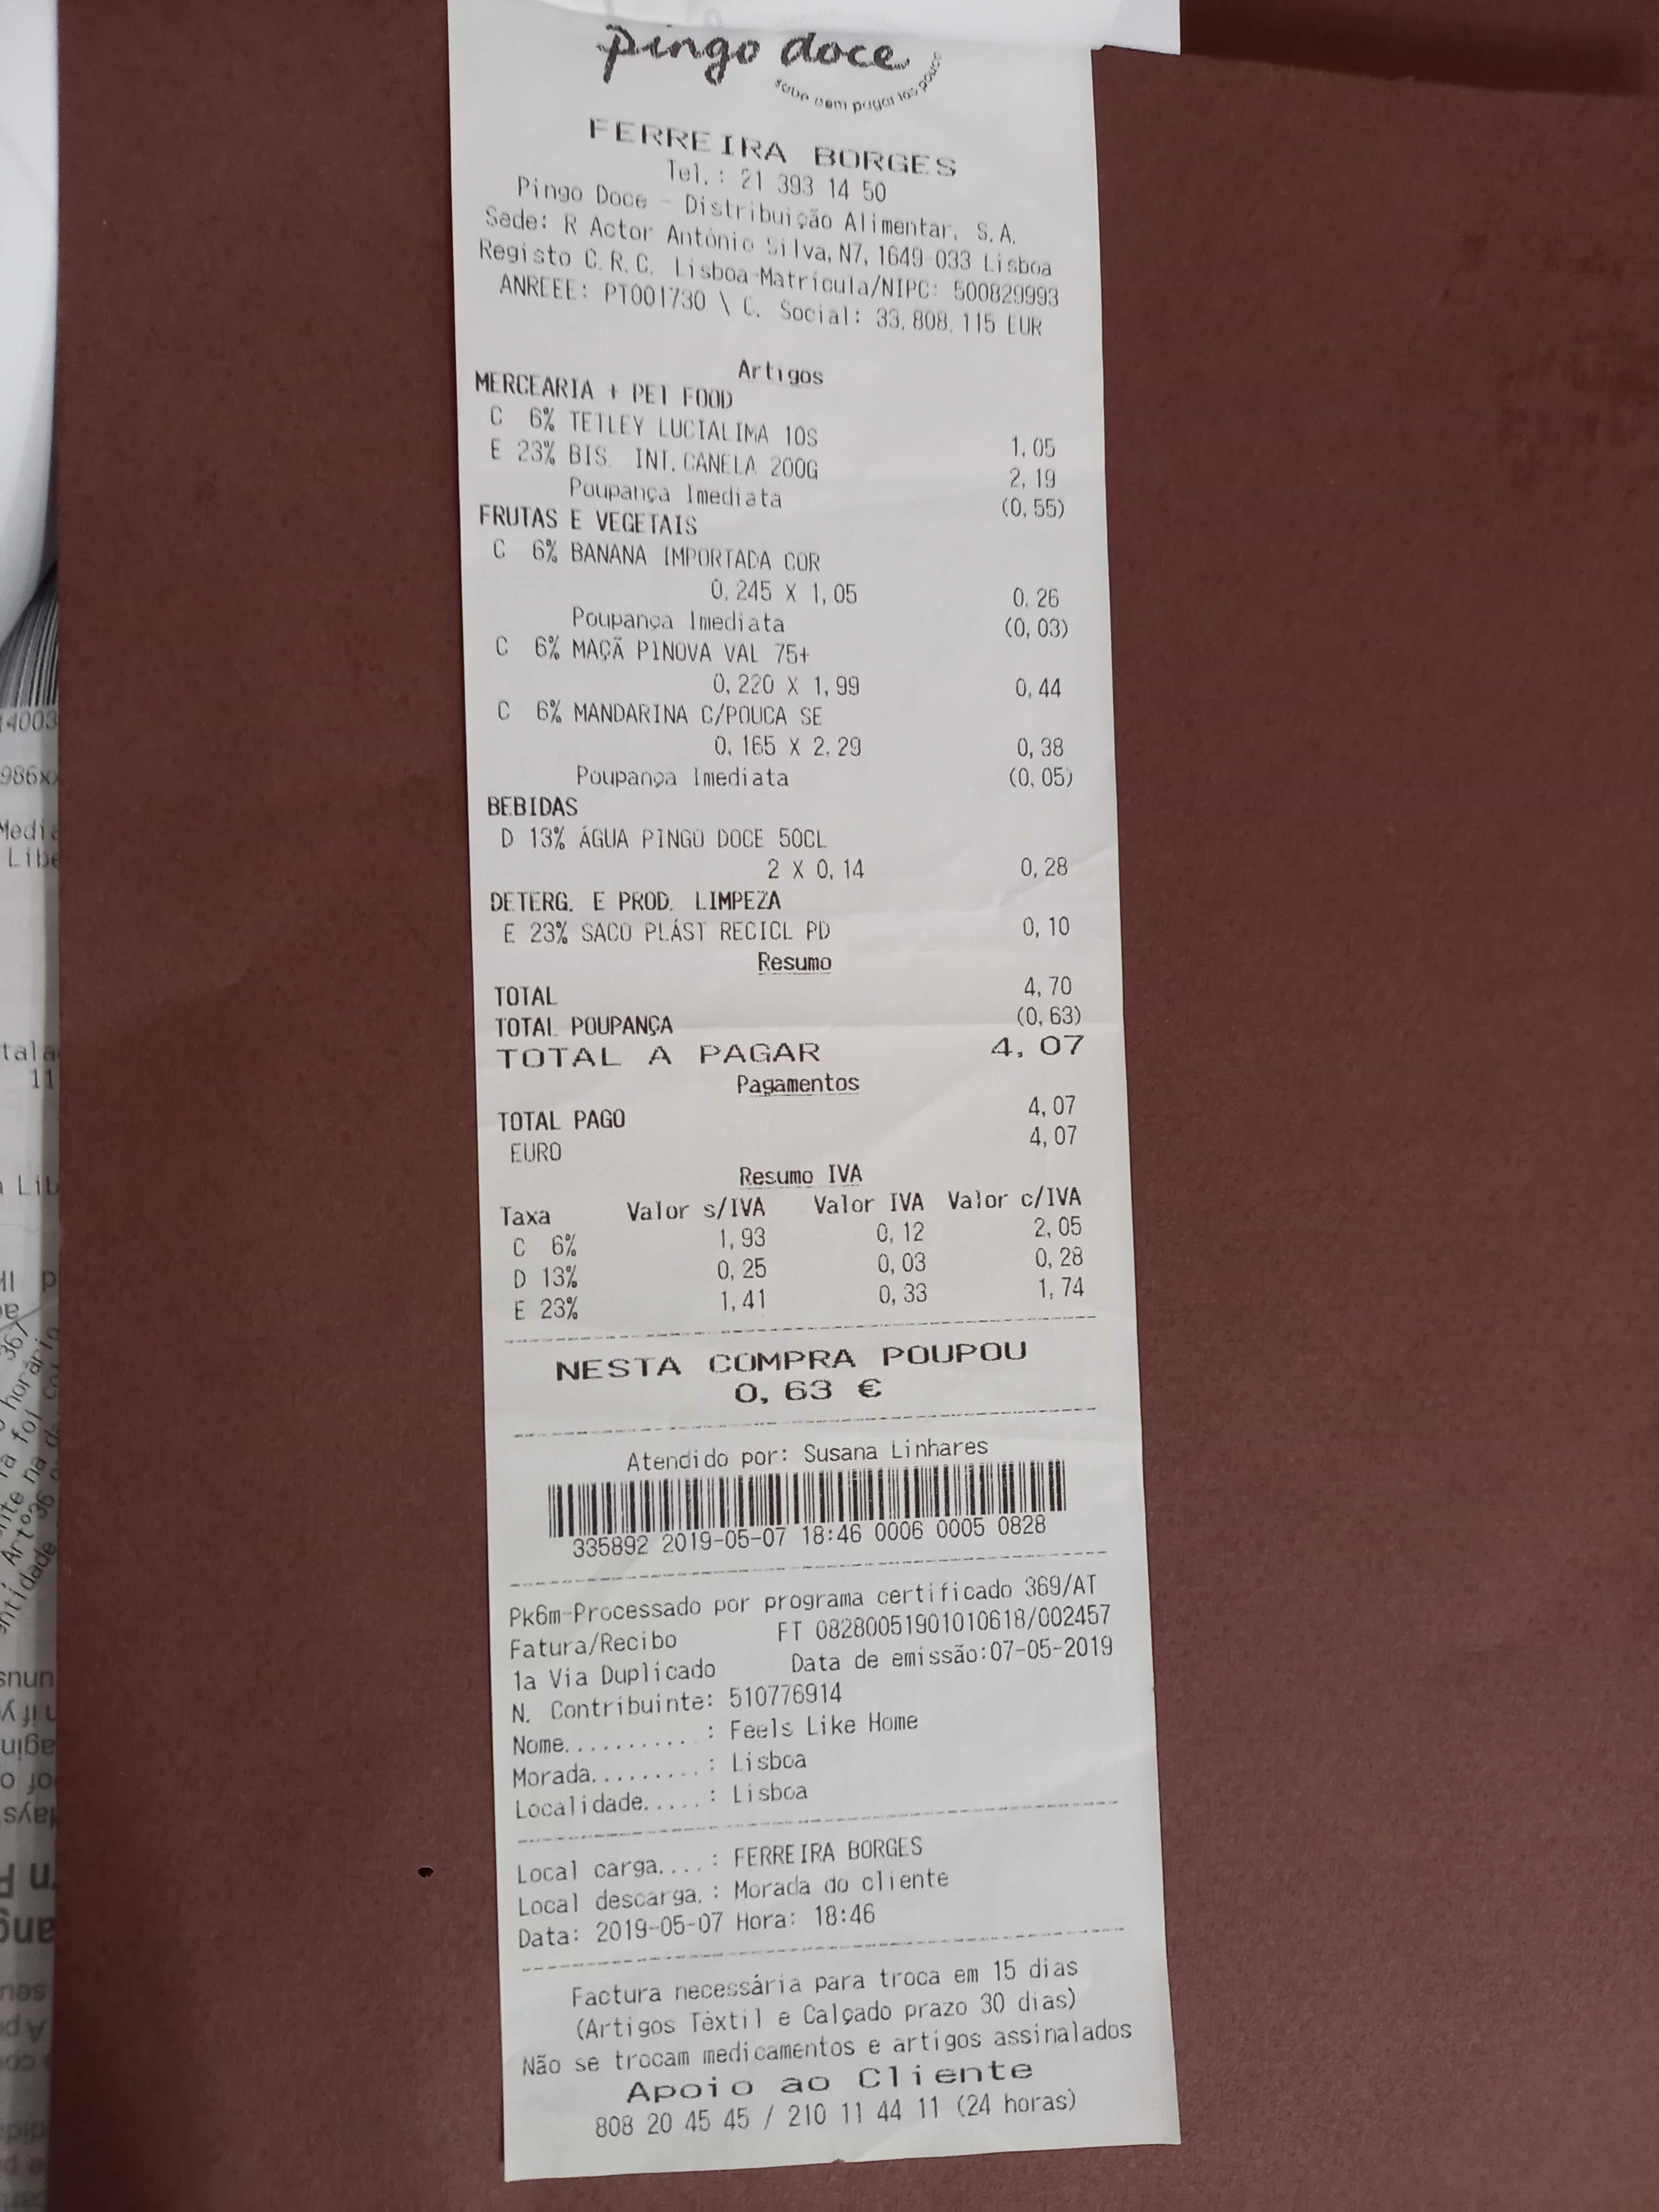 pingo doce
sabe bem pagar tão pouco
FERREIRA BORGES
Tel.: 21 393 14 50
Pingo Doce - Distribuição Alimentar, S.A.
Sede: R Actor António Silva, N7, 1649-033 Lisboa
Registo C.R.C. Lisboa-Matrícula/NIPC: 500829993
ANREEE: PT001730 \ C. Social: 33.808.115 EUR
Artigos
MERCEARIA + PET FOOD
C 6% TETLEY LUCIALIMA 10S 1,05
E 23% BIS. INT.CANELA 200G 2,19
Poupança Imediata (0,55)
FRUTAS E VEGETAIS
C 6% BANANA IMPORTADA COR
0,245 X 1,05 0,26
Poupança Imediata (0,03)
C 6% MAÇÃ PINOVA VAL 75+
0,220 X 1,99 0,44
C 6% MANDARINA C/POUCA SE
0,165 X 2,29 0,38
Poupança Imediata (0,05)
BEBIDAS
D 13% ÁGUA PINGO DOCE 50CL
2 X 0,14 0,28
DETERG. E PROD. LIMPEZA
E 23% SACO PLÁST RECICL PD 0,10
Resumo
TOTAL 4,70
TOTAL POUPANÇA (0,63)
TOTAL A PAGAR 4,07
Pagamentos
TOTAL PAGO 4,07
EURO 4,07
Resumo IVA
Taxa Valor s/IVA Valor IVA Valor c/IVA
C 6% 1,93 0,12 2,05
D 13% 0,25 0,03 0,28
E 23% 1,41 0,33 1,74
NESTA COMPRA POUPOU
0,63 €
Atendido por: Susana Linhares
335892 2019-05-07 18:46 0006 0005 0828
Pk6m-Processado por programa certificado 369/AT
Fatura/Recibo FT 08280051901010618/002457
1a Via Duplicado Data de emissão:07-05-2019
N. Contribuinte: 510776914
Nome..........: Feels Like Home
Morada.........: Lisboa
Localidade.....: Lisboa
Local carga....: FERREIRA BORGES
Local descarga.: Morada do cliente
Data: 2019-05-07 Hora: 18:46
Factura necessária para troca em 15 dias
(Artigos Têxtil e Calçado prazo 30 dias)
Não se trocam medicamentos e artigos assinalados
Apoio ao Cliente
808 20 45 45 / 210 11 44 11 (24 horas)